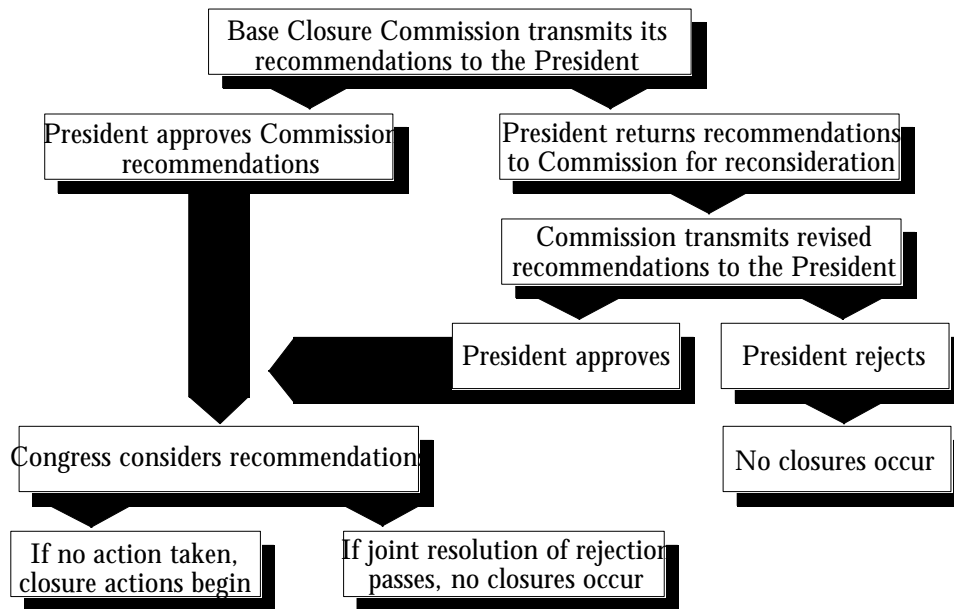 Base Closure Commission transmits its
recommendations to the President
President approves Commission
recommendations
President returns recommendations
to Commission for reconsideration
Commission transmits revised
recommendations to the President
President approves
President rejects
Congress considers recommendations
No closures occur
If no action taken,
closure actions begin
If joint resolution of rejection
passes, no closures occur